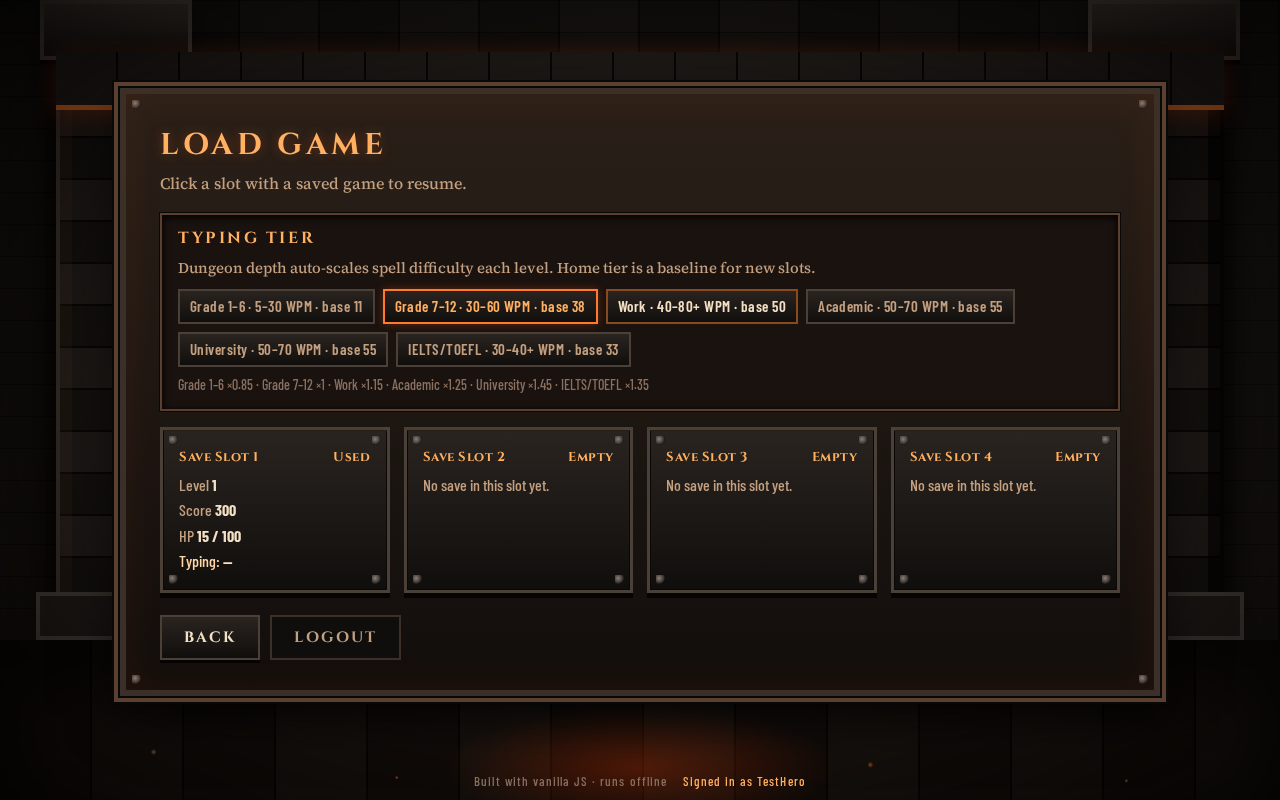 LOAD GAME
Click a slot with a saved game to resume.
TYPING TIER
Dungeon depth auto-scales spell difficulty each level. Home tier is a baseline for new slots.
Grade 1–6 · 5–30 WPM · base 11
Grade 7–12 · 30–60 WPM · base 38
Work · 40–80+ WPM · base 50
Academic · 50–70 WPM · base 55
University · 50–70 WPM · base 55
IELTS/TOEFL · 30–40+ WPM · base 33
Grade 1–6 ×0.85 · Grade 7–12 ×1 · Work ×1.15 · Academic ×1.25 · University ×1.45 · IELTS/TOEFL ×1.35
Save Slot 1 Used
Level 1
Score 300
HP 15 / 100
Typing: —
Save Slot 2 Empty
No save in this slot yet.
Save Slot 3 Empty
No save in this slot yet.
Save Slot 4 Empty
No save in this slot yet.
BACK
LOGOUT
Built with vanilla JS · runs offline Signed in as TestHero